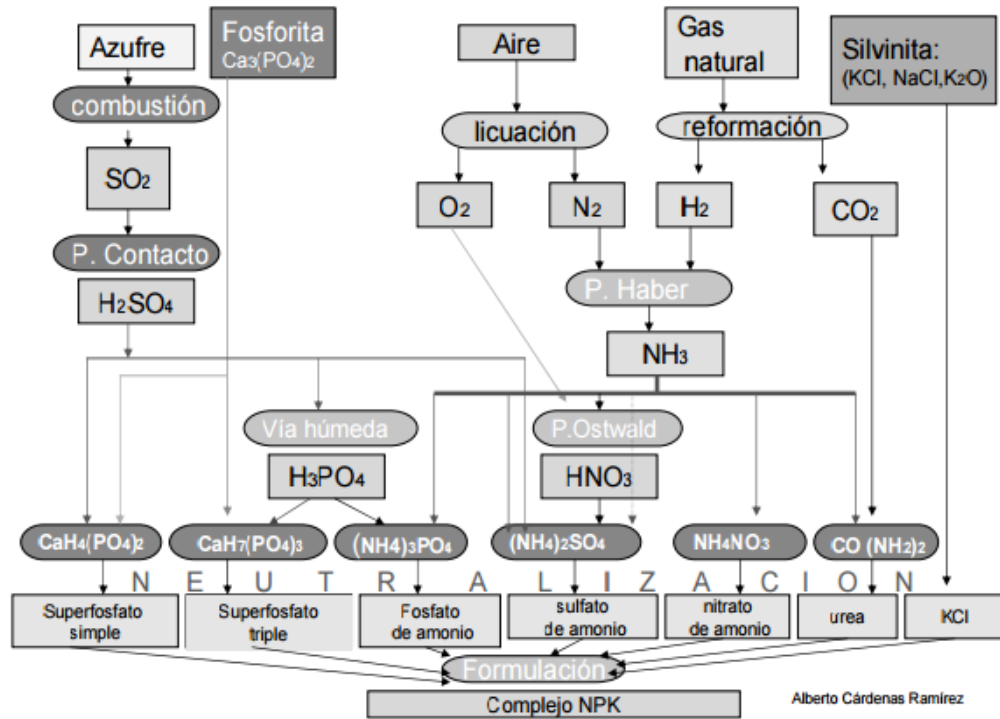 Azufre
Fosforita
Ca3(PO4)2
Aire
Gas
natural
Silvinita:
(KCl, NaCl,K2O)
combustión
licuación
reformación
SO2
O2
N2
H2
CO2
P. Contacto
P. Haber
H2SO4
NH3
Vía húmeda
P.Ostwald
H3PO4
HNO3
CaH4(PO4)2
CaH7(PO4)3
(NH4)3PO4
(NH4)2SO4
NH4NO3
CO (NH2)2
N E U T R A L I Z A C I O N
Superfosfato
simple
Superfosfato
triple
Fosfato
de amonio
sulfato
de amonio
nitrato
de amonio
urea
KCl
Formulación
Complejo NPK
Alberto Cárdenas Ramírez